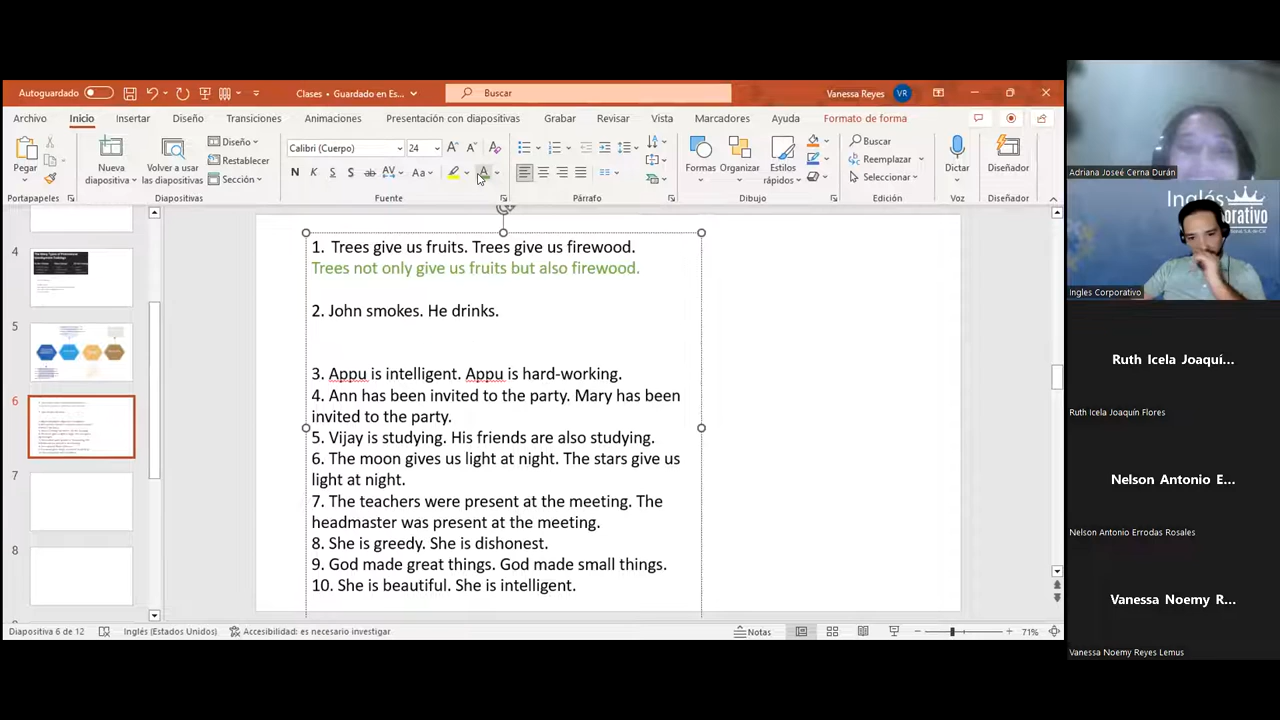 Autoguardado
Clases • Guardado en Es...
Buscar
Vanessa Reyes
VR
Archivo
Inicio
Insertar
Diseño
Transiciones
Animaciones
Presentación con diapositivas
Grabar
Revisar
Vista
Marcadores
Ayuda
Formato de forma
Pegar
Nueva
diapositiva
Volver a usar
las diapositivas
Diseño
Restablecer
Sección
Calibri (Cuerpo)
24
N K S S ab AV Aa A
Formas
Organizar
Estilos
rápidos
Buscar
Reemplazar
Seleccionar
Dictar
Diseñador
Portapapeles
Diapositivas
Fuente
Párrafo
Dibujo
Edición
Voz
Diseñador
4
5
6
7
8
1. Trees give us fruits. Trees give us firewood.
Trees not only give us fruits but also firewood.
2. John smokes. He drinks.
3. Appu is intelligent. Appu is hard-working.
4. Ann has been invited to the party. Mary has been
invited to the party.
5. Vijay is studying. His friends are also studying.
6. The moon gives us light at night. The stars give us
light at night.
7. The teachers were present at the meeting. The
headmaster was present at the meeting.
8. She is greedy. She is dishonest.
9. God made great things. God made small things.
10. She is beautiful. She is intelligent.
Diapositiva 6 de 12
Inglés (Estados Unidos)
Accesibilidad: es necesario investigar
Notas
71%
Adriana Joseé Cerna Durán
Inglés
Ingles Corporativo
Ruth Icela Joaquí...
Ruth Icela Joaquín Flores
Nelson Antonio E...
Nelson Antonio Errodas Rosales
Vanessa Noemy R...
Vanessa Noemy Reyes Lemus